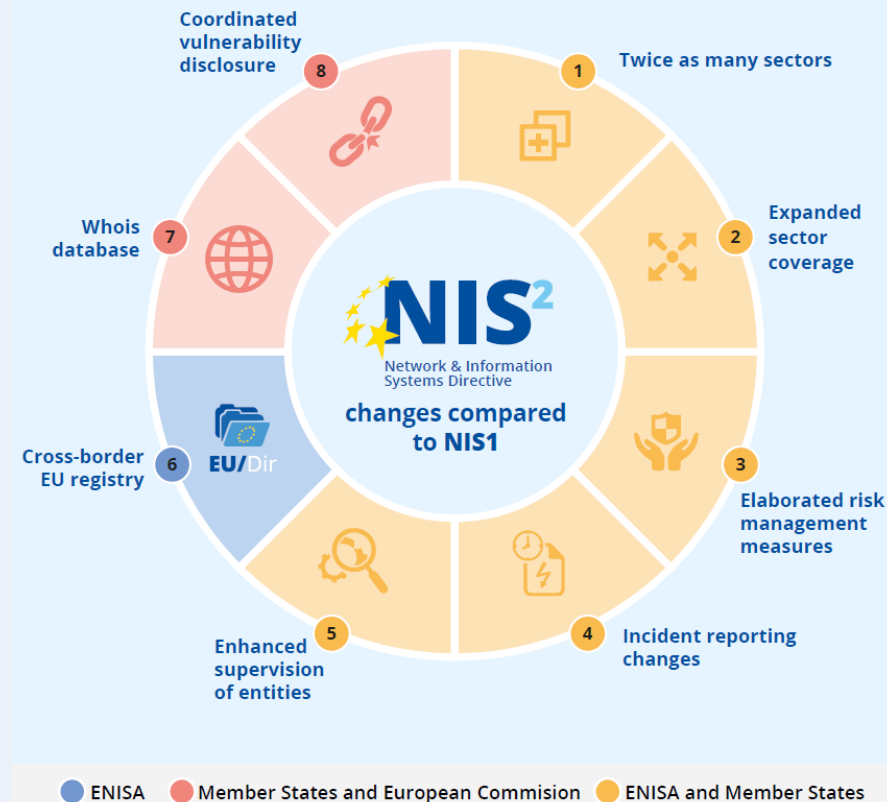 Coordinated
vulnerability
disclosure
8
1
Twice as many sectors
Whois
database
7
2
Expanded
sector
coverage
NIS2
Network & Information
Systems Directive
changes compared
to NIS1
Cross-border
EU registry
6
EU/Dir
3
Elaborated risk
management
measures
5
Enhanced
supervision
of entities
4
Incident reporting
changes
ENISA
Member States and European Commision
ENISA and Member States